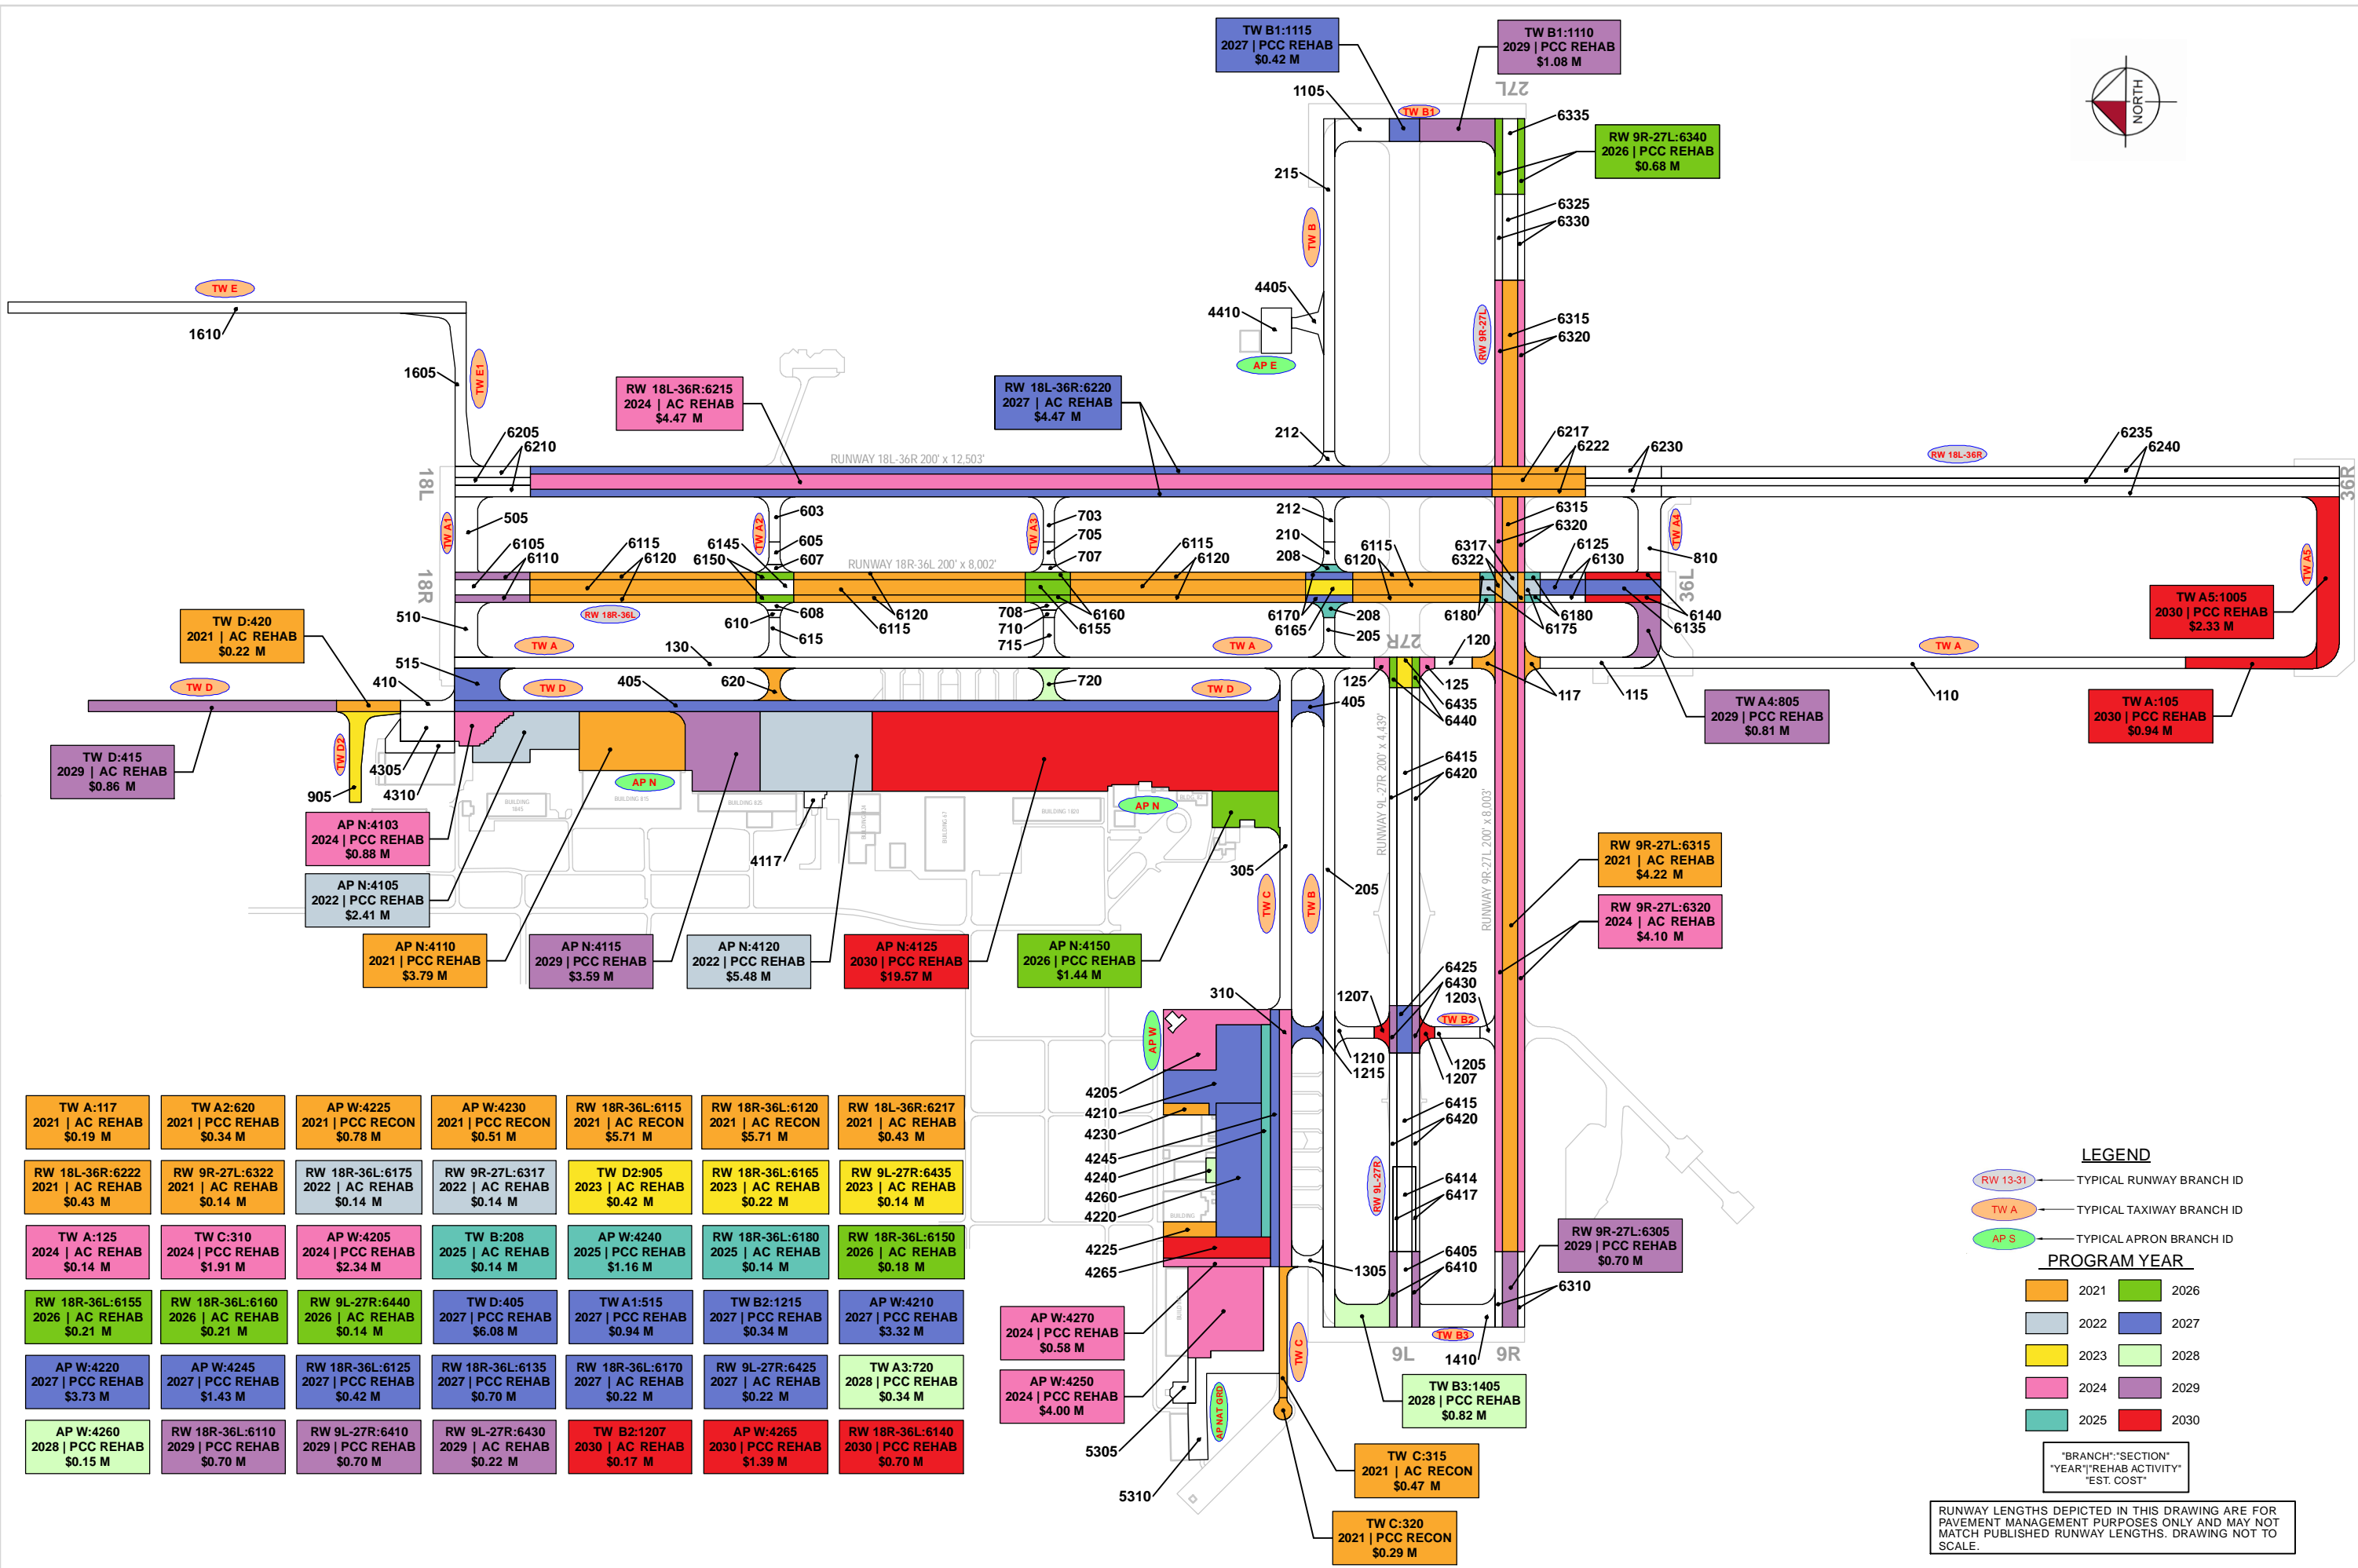 TW B1:1115
2027 | PCC REHAB
$0.42 M
TW B1:1110
2029 | PCC REHAB
$1.08 M
27L
NORTH
1105
TW B1
6335
RW 9R-27L:6340
2026 | PCC REHAB
$0.68 M
215
6325
6330
TW B
TW E
1610
4405
4410
AP E
RW 9R-27L
6315
6320
1605
TW E1
RW 18L-36R:6215
2024 | AC REHAB
$4.47 M
RW 18L-36R:6220
2027 | AC REHAB
$4.47 M
6205
6210
212
6217
6222
6230
6235
6240
RW 18L-36R
RUNWAY 18L-36R 200' x 12,503'
18L
36R
505
TW A1
TW A2
603
605
607
TW A3
703
705
707
212
210
208
6315
6320
TW A4
810
TW A5
6105
6110
6115
6120
6145
6150
RUNWAY 18R-36L 200' x 8,002'
6115
6120
6115
6120
6317
6322
6125
6130
18R
36L
RW 18R-36L
510
608
610
615
6120
6115
708
710
715
6160
6155
6170
6165
208
205
6180
6180
6175
6140
6135
TW A5:1005
2030 | PCC REHAB
$2.33 M
TW D:420
2021 | AC REHAB
$0.22 M
TW A
130
TW A
27R
120
TW A
515
410
TW D
TW D
405
620
720
TW D
405
125
125
6435
6440
117
115
110
TW A4:805
2029 | PCC REHAB
$0.81 M
TW A:105
2030 | PCC REHAB
$0.94 M
TW D:415
2029 | AC REHAB
$0.86 M
TW D2
905
4305
4310
AP N
AP N
BUILDING 1845
BUILDING 815
BUILDING 825
BUILDING 1820
6415
6420
RUNWAY 9L-27R 200' x 4,439'
RUNWAY 9R-27L 200' x 8,003'
AP N:4103
2024 | PCC REHAB
$0.88 M
4117
305
205
TW C
TW B
RW 9R-27L:6315
2021 | AC REHAB
$4.22 M
AP N:4105
2022 | PCC REHAB
$2.41 M
RW 9R-27L:6320
2024 | AC REHAB
$4.10 M
AP N:4110
2021 | PCC REHAB
$3.79 M
AP N:4115
2029 | PCC REHAB
$3.59 M
AP N:4120
2022 | PCC REHAB
$5.48 M
AP N:4125
2030 | PCC REHAB
$19.57 M
AP N:4150
2026 | PCC REHAB
$1.44 M
310
1207
6425
6430
1203
TW B2
AP W
1210
1215
1205
1207
4205
4210
4230
4245
4240
4260
4220
4225
4265
BUILDING
6415
6420
RW 9L-27R
6414
6417
6405
6410
1305
RW 9R-27L:6305
2029 | PCC REHAB
$0.70 M
6310
TW B3
9L
9R
1410
AP W:4270
2024 | PCC REHAB
$0.58 M
AP W:4250
2024 | PCC REHAB
$4.00 M
TW C
TW B3:1405
2028 | PCC REHAB
$0.82 M
AP NAT GRD
5305
5310
TW C:315
2021 | AC RECON
$0.47 M
TW C:320
2021 | PCC RECON
$0.29 M
TW A:117
2021 | AC REHAB
$0.19 M
TW A2:620
2021 | PCC REHAB
$0.34 M
AP W:4225
2021 | PCC RECON
$0.78 M
AP W:4230
2021 | PCC RECON
$0.51 M
RW 18R-36L:6115
2021 | AC RECON
$5.71 M
RW 18R-36L:6120
2021 | AC RECON
$5.71 M
RW 18L-36R:6217
2021 | AC REHAB
$0.43 M
RW 18L-36R:6222
2021 | AC REHAB
$0.43 M
RW 9R-27L:6322
2021 | AC REHAB
$0.14 M
RW 18R-36L:6175
2022 | AC REHAB
$0.14 M
RW 9R-27L:6317
2022 | AC REHAB
$0.14 M
TW D2:905
2023 | AC REHAB
$0.42 M
RW 18R-36L:6165
2023 | AC REHAB
$0.22 M
RW 9L-27R:6435
2023 | AC REHAB
$0.14 M
TW A:125
2024 | AC REHAB
$0.14 M
TW C:310
2024 | PCC REHAB
$1.91 M
AP W:4205
2024 | PCC REHAB
$2.34 M
TW B:208
2025 | AC REHAB
$0.14 M
AP W:4240
2025 | PCC REHAB
$1.16 M
RW 18R-36L:6180
2025 | AC REHAB
$0.14 M
RW 18R-36L:6150
2026 | AC REHAB
$0.18 M
RW 18R-36L:6155
2026 | AC REHAB
$0.21 M
RW 18R-36L:6160
2026 | AC REHAB
$0.21 M
RW 9L-27R:6440
2026 | AC REHAB
$0.14 M
TW D:405
2027 | PCC REHAB
$6.08 M
TW A1:515
2027 | PCC REHAB
$0.94 M
TW B2:1215
2027 | PCC REHAB
$0.34 M
AP W:4210
2027 | PCC REHAB
$3.32 M
AP W:4220
2027 | PCC REHAB
$3.73 M
AP W:4245
2027 | PCC REHAB
$1.43 M
RW 18R-36L:6125
2027 | PCC REHAB
$0.42 M
RW 18R-36L:6135
2027 | PCC REHAB
$0.70 M
RW 18R-36L:6170
2027 | AC REHAB
$0.22 M
RW 9L-27R:6425
2027 | AC REHAB
$0.22 M
TW A3:720
2028 | PCC REHAB
$0.34 M
AP W:4260
2028 | PCC REHAB
$0.15 M
RW 18R-36L:6110
2029 | PCC REHAB
$0.70 M
RW 9L-27R:6410
2029 | PCC REHAB
$0.70 M
RW 9L-27R:6430
2029 | AC REHAB
$0.22 M
TW B2:1207
2030 | AC REHAB
$0.17 M
AP W:4265
2030 | PCC REHAB
$1.39 M
RW 18R-36L:6140
2030 | PCC REHAB
$0.70 M
LEGEND
RW 13-31 TYPICAL RUNWAY BRANCH ID
TW A TYPICAL TAXIWAY BRANCH ID
AP S TYPICAL APRON BRANCH ID
PROGRAM YEAR
2021 2026
2022 2027
2023 2028
2024 2029
2025 2030
"BRANCH":"SECTION"
"YEAR"|"REHAB ACTIVITY"
"EST. COST"
RUNWAY LENGTHS DEPICTED IN THIS DRAWING ARE FOR
PAVEMENT MANAGEMENT PURPOSES ONLY AND MAY NOT
MATCH PUBLISHED RUNWAY LENGTHS. DRAWING NOT TO
SCALE.